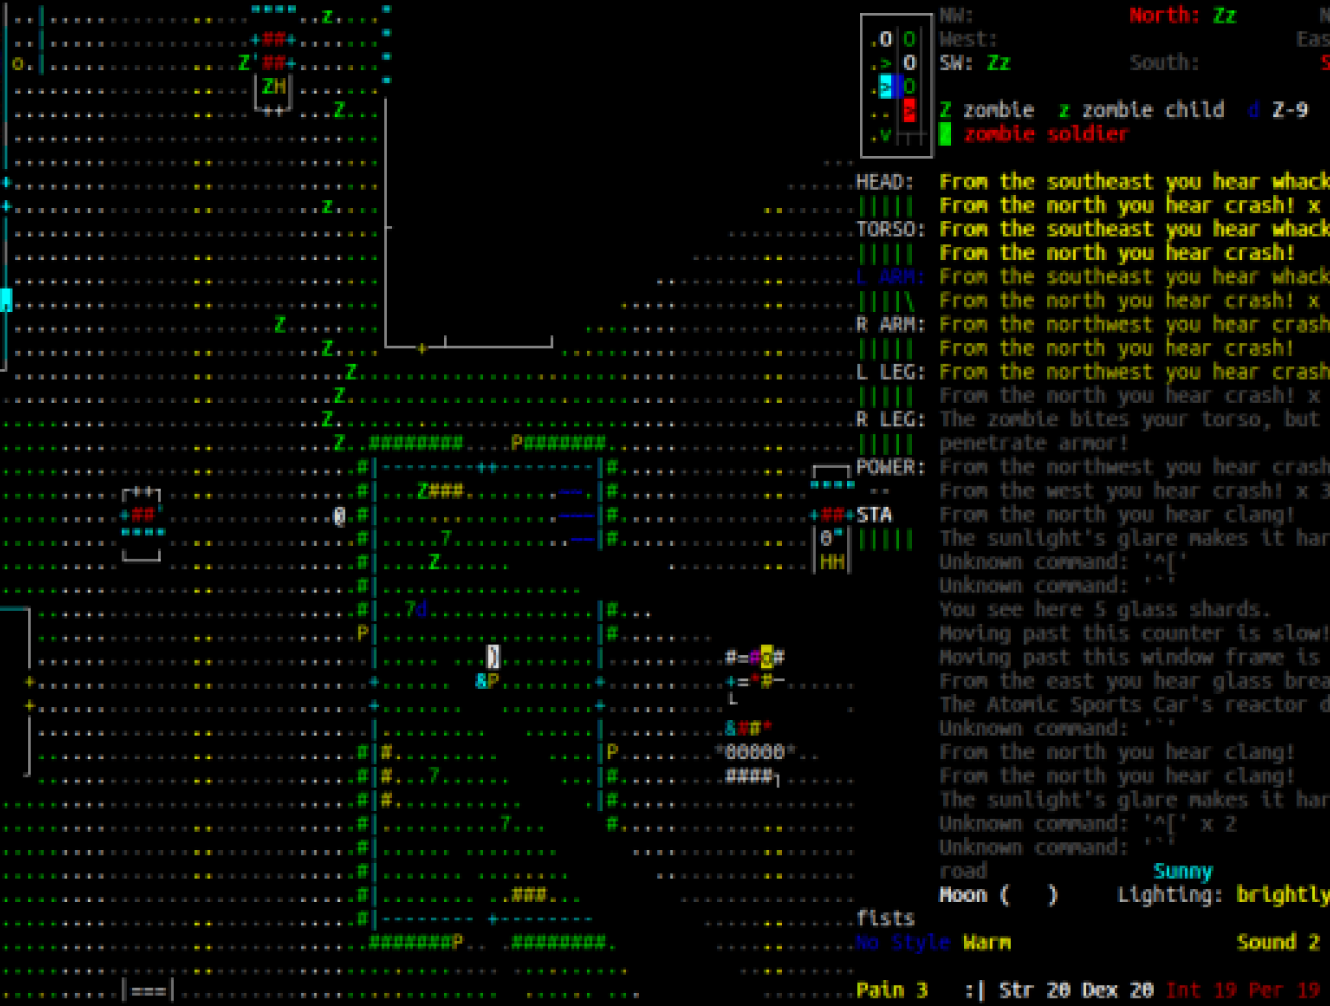 NW:
North: Zz
N
West:
Eas
SW: Zz
South:
S
Z zombie z zombie child d Z-9
zombie soldier
HEAD:
From the southeast you hear whack
From the north you hear crash! x
TORSO:
From the southeast you hear whack
From the north you hear crash!
L ARM:
From the southeast you hear whack
From the north you hear crash! x
R ARM:
From the northwest you hear crash
From the north you hear crash!
L LEG:
From the northwest you hear crash
From the north you hear crash! x
R LEG:
The zombie bites your torso, but
penetrate armor!
POWER:
From the northwest you hear crash
--
From the west you hear crash! x 3
STA
From the north you hear clang!
The sunlight's glare makes it har
Unknown command: '^['
Unknown command: '`'
You see here 5 glass shards.
Moving past this counter is slow!
Moving past this window frame is
From the east you hear glass brea
The Atomic Sports Car's reactor d
Unknown command: '`'
From the north you hear clang!
From the north you hear clang!
The sunlight's glare makes it har
Unknown command: '^[' x 2
Unknown command: '`'
road
Sunny
Moon ( )
Lighting: brightly
fists
No Style Warm
Sound 2
Pain 3 :| Str 20 Dex 20 Int 19 Per 19